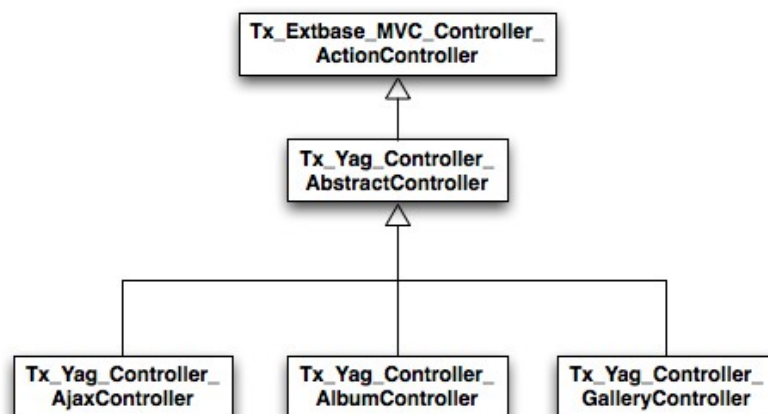 Tx_Extbase_MVC_Controller_
ActionController
Tx_Yag_Controller_
AbstractController
Tx_Yag_Controller_
AjaxController
Tx_Yag_Controller_
AlbumController
Tx_Yag_Controller_
GalleryController